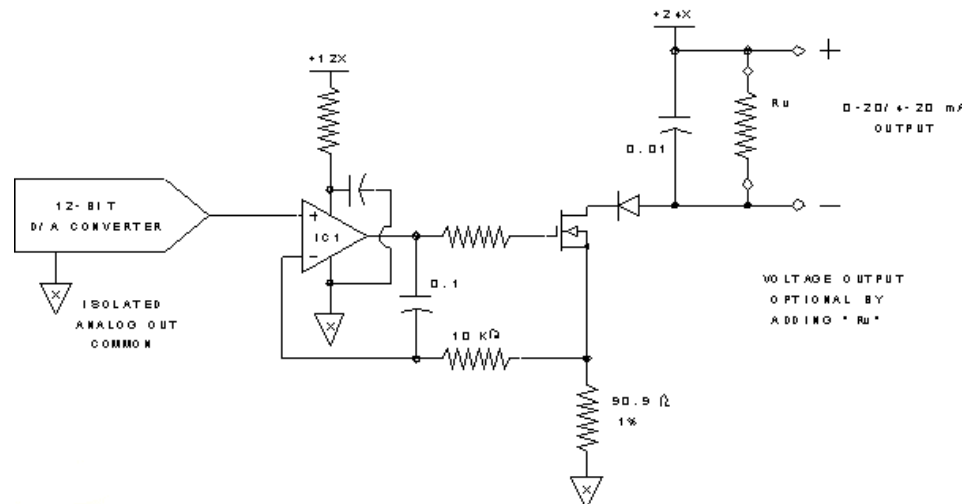 +24X
+
+12X
Ru
0-20/4-20 mA
OUTPUT
0.01
12-BIT
D/A CONVERTER
+
IC1
−
−
X
ISOLATED
ANALOG OUT
COMMON
X
0.1
VOLTAGE OUTPUT
OPTIONAL BY
ADDING "Ru"
10 KΩ
90.9 Ω
1%
X